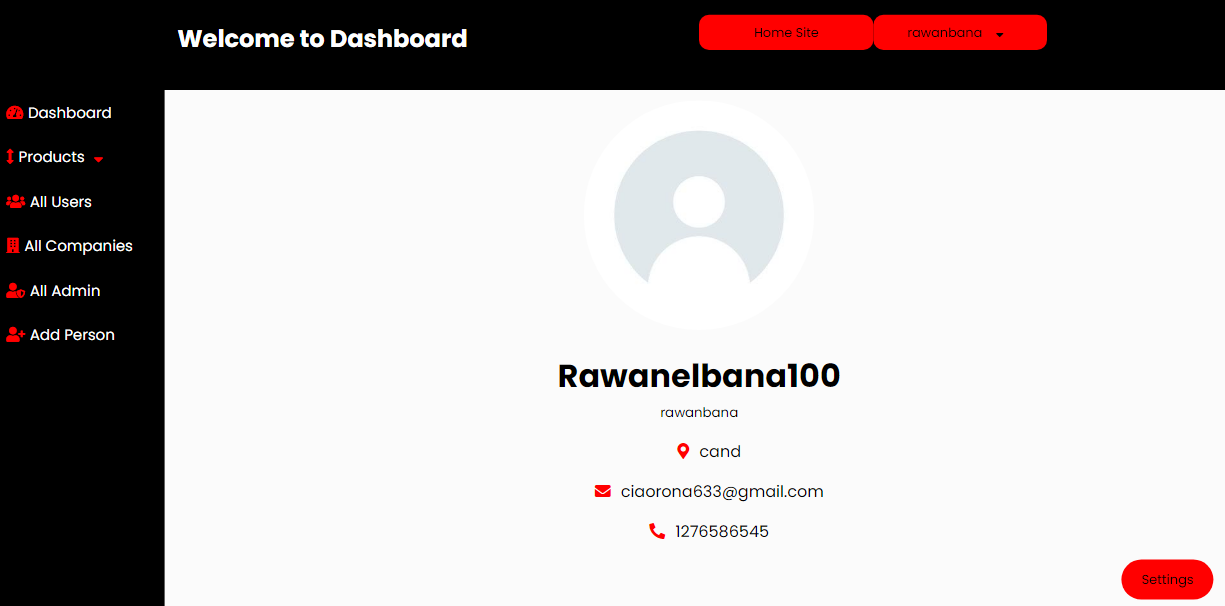 Welcome to Dashboard
Home Site
rawanbana
Dashboard
Products
All Users
All Companies
All Admin
Add Person
Rawanelbana100
rawanbana
cand
ciaorona633@gmail.com
1276586545
Settings